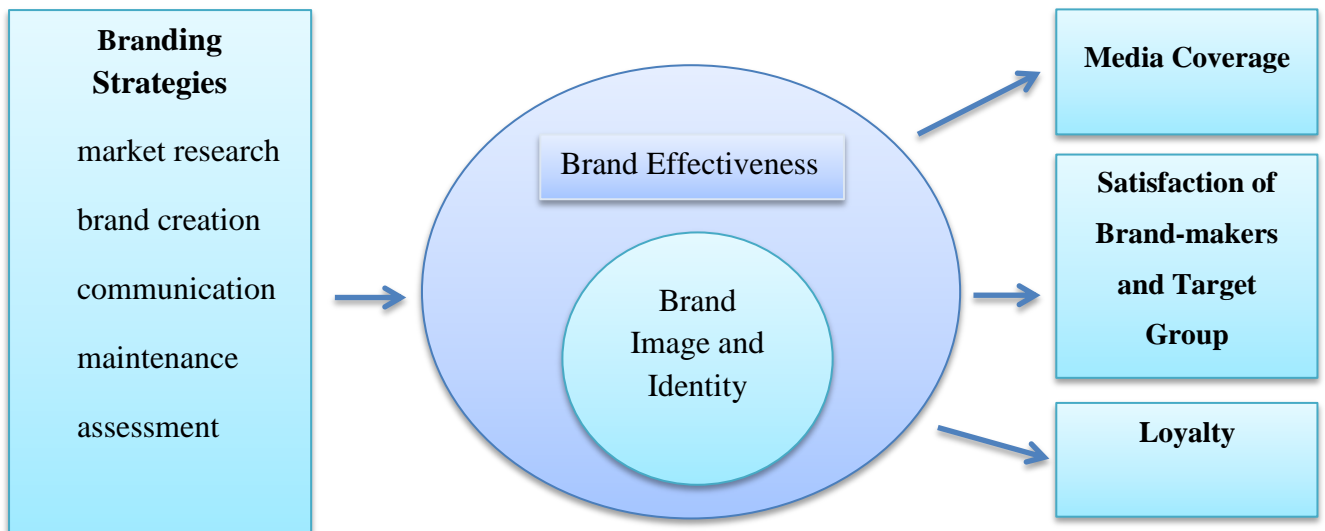 Branding
Strategies
market research
brand creation
communication
maintenance
assessment
Brand Effectiveness
Brand
Image and
Identity
Media Coverage
Satisfaction of
Brand-makers
and Target
Group
Loyalty